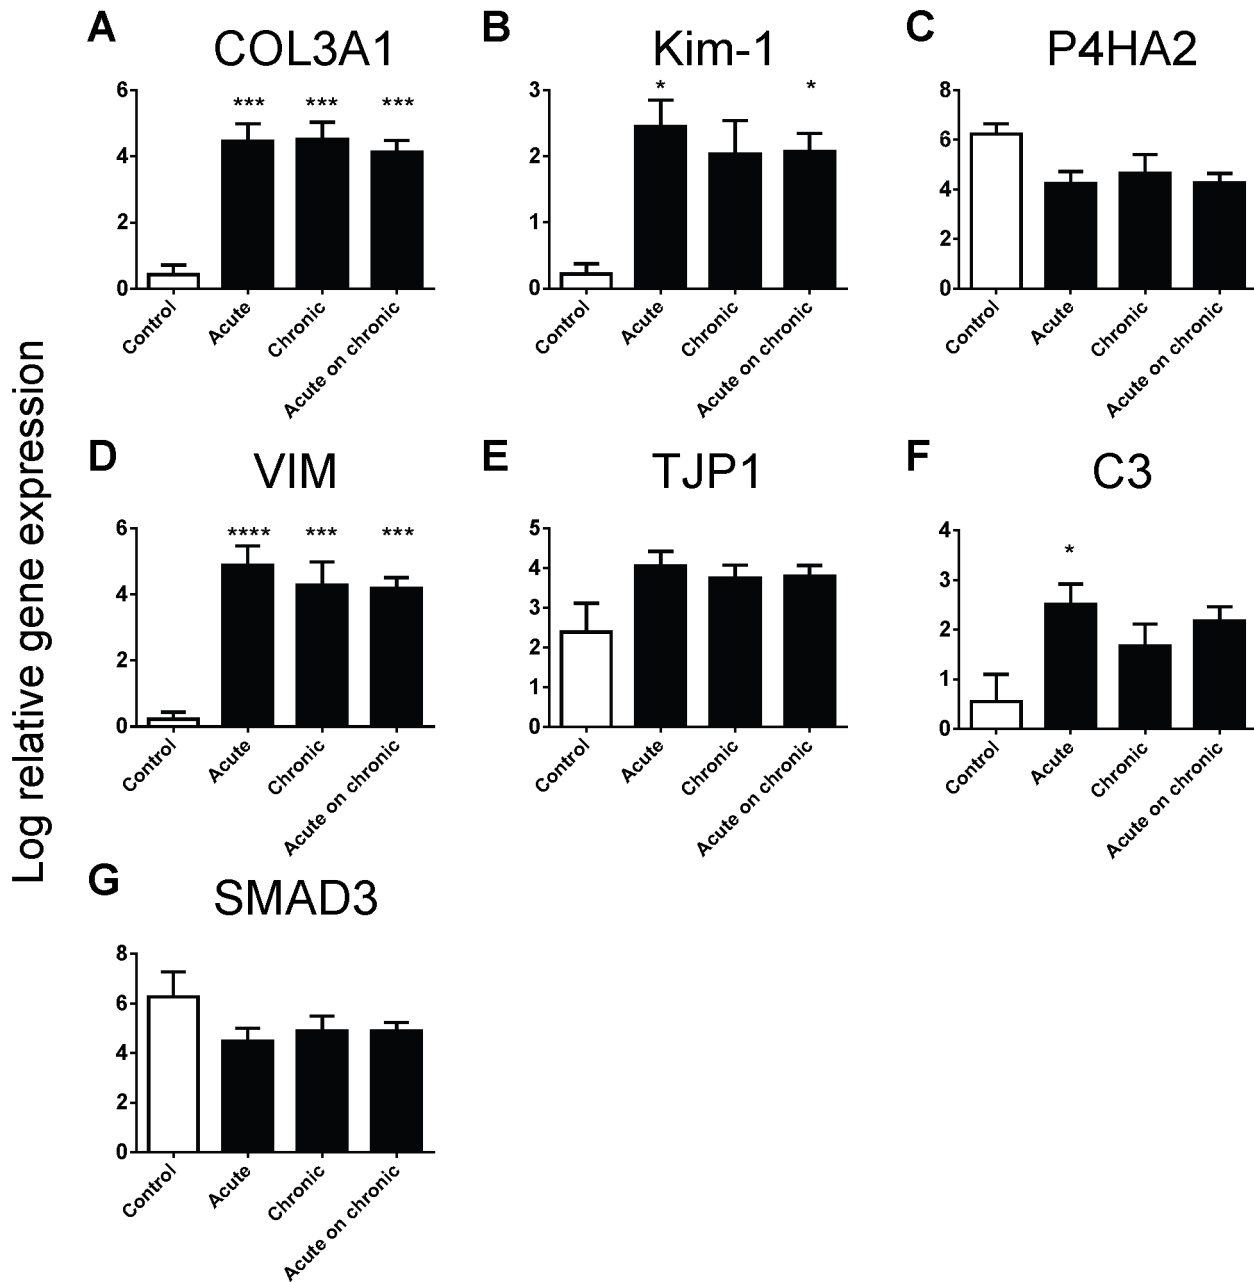 A
COL3A1
6
4
2
0
***
***
***
Control
Acute
Chronic
Acute on chronic
B
Kim-1
3
2
1
0
*
*
Control
Acute
Chronic
Acute on chronic
C
P4HA2
8
6
4
2
0
Control
Acute
Chronic
Acute on chronic
Log relative gene expression
D
VIM
6
4
2
0
****
***
***
Control
Acute
Chronic
Acute on chronic
E
TJP1
5
4
3
2
1
0
Control
Acute
Chronic
Acute on chronic
F
C3
4
3
2
1
0
*
Control
Acute
Chronic
Acute on chronic
G
SMAD3
8
6
4
2
0
Control
Acute
Chronic
Acute on chronic